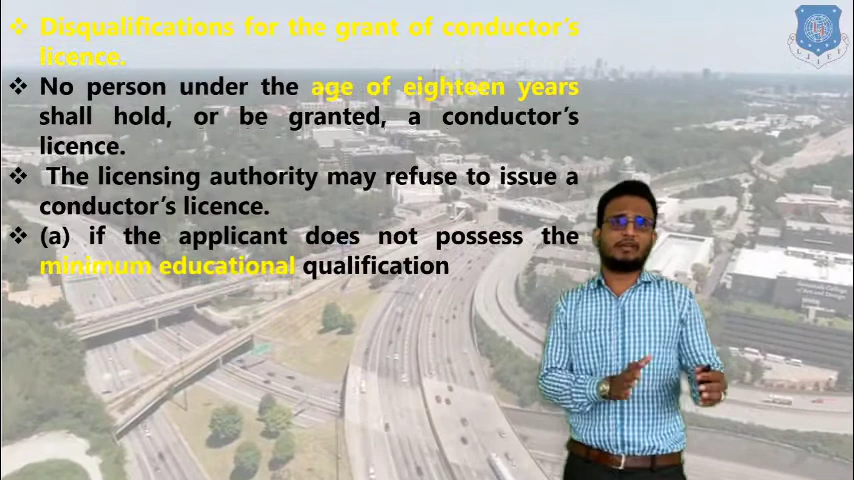 ❖ Disqualifications for the grant of conductor's
licence.
❖ No person under the age of eighteen years
shall hold, or be granted, a conductor's
licence.
❖ The licensing authority may refuse to issue a
conductor's licence.
❖ (a) if the applicant does not possess the
minimum educational qualification